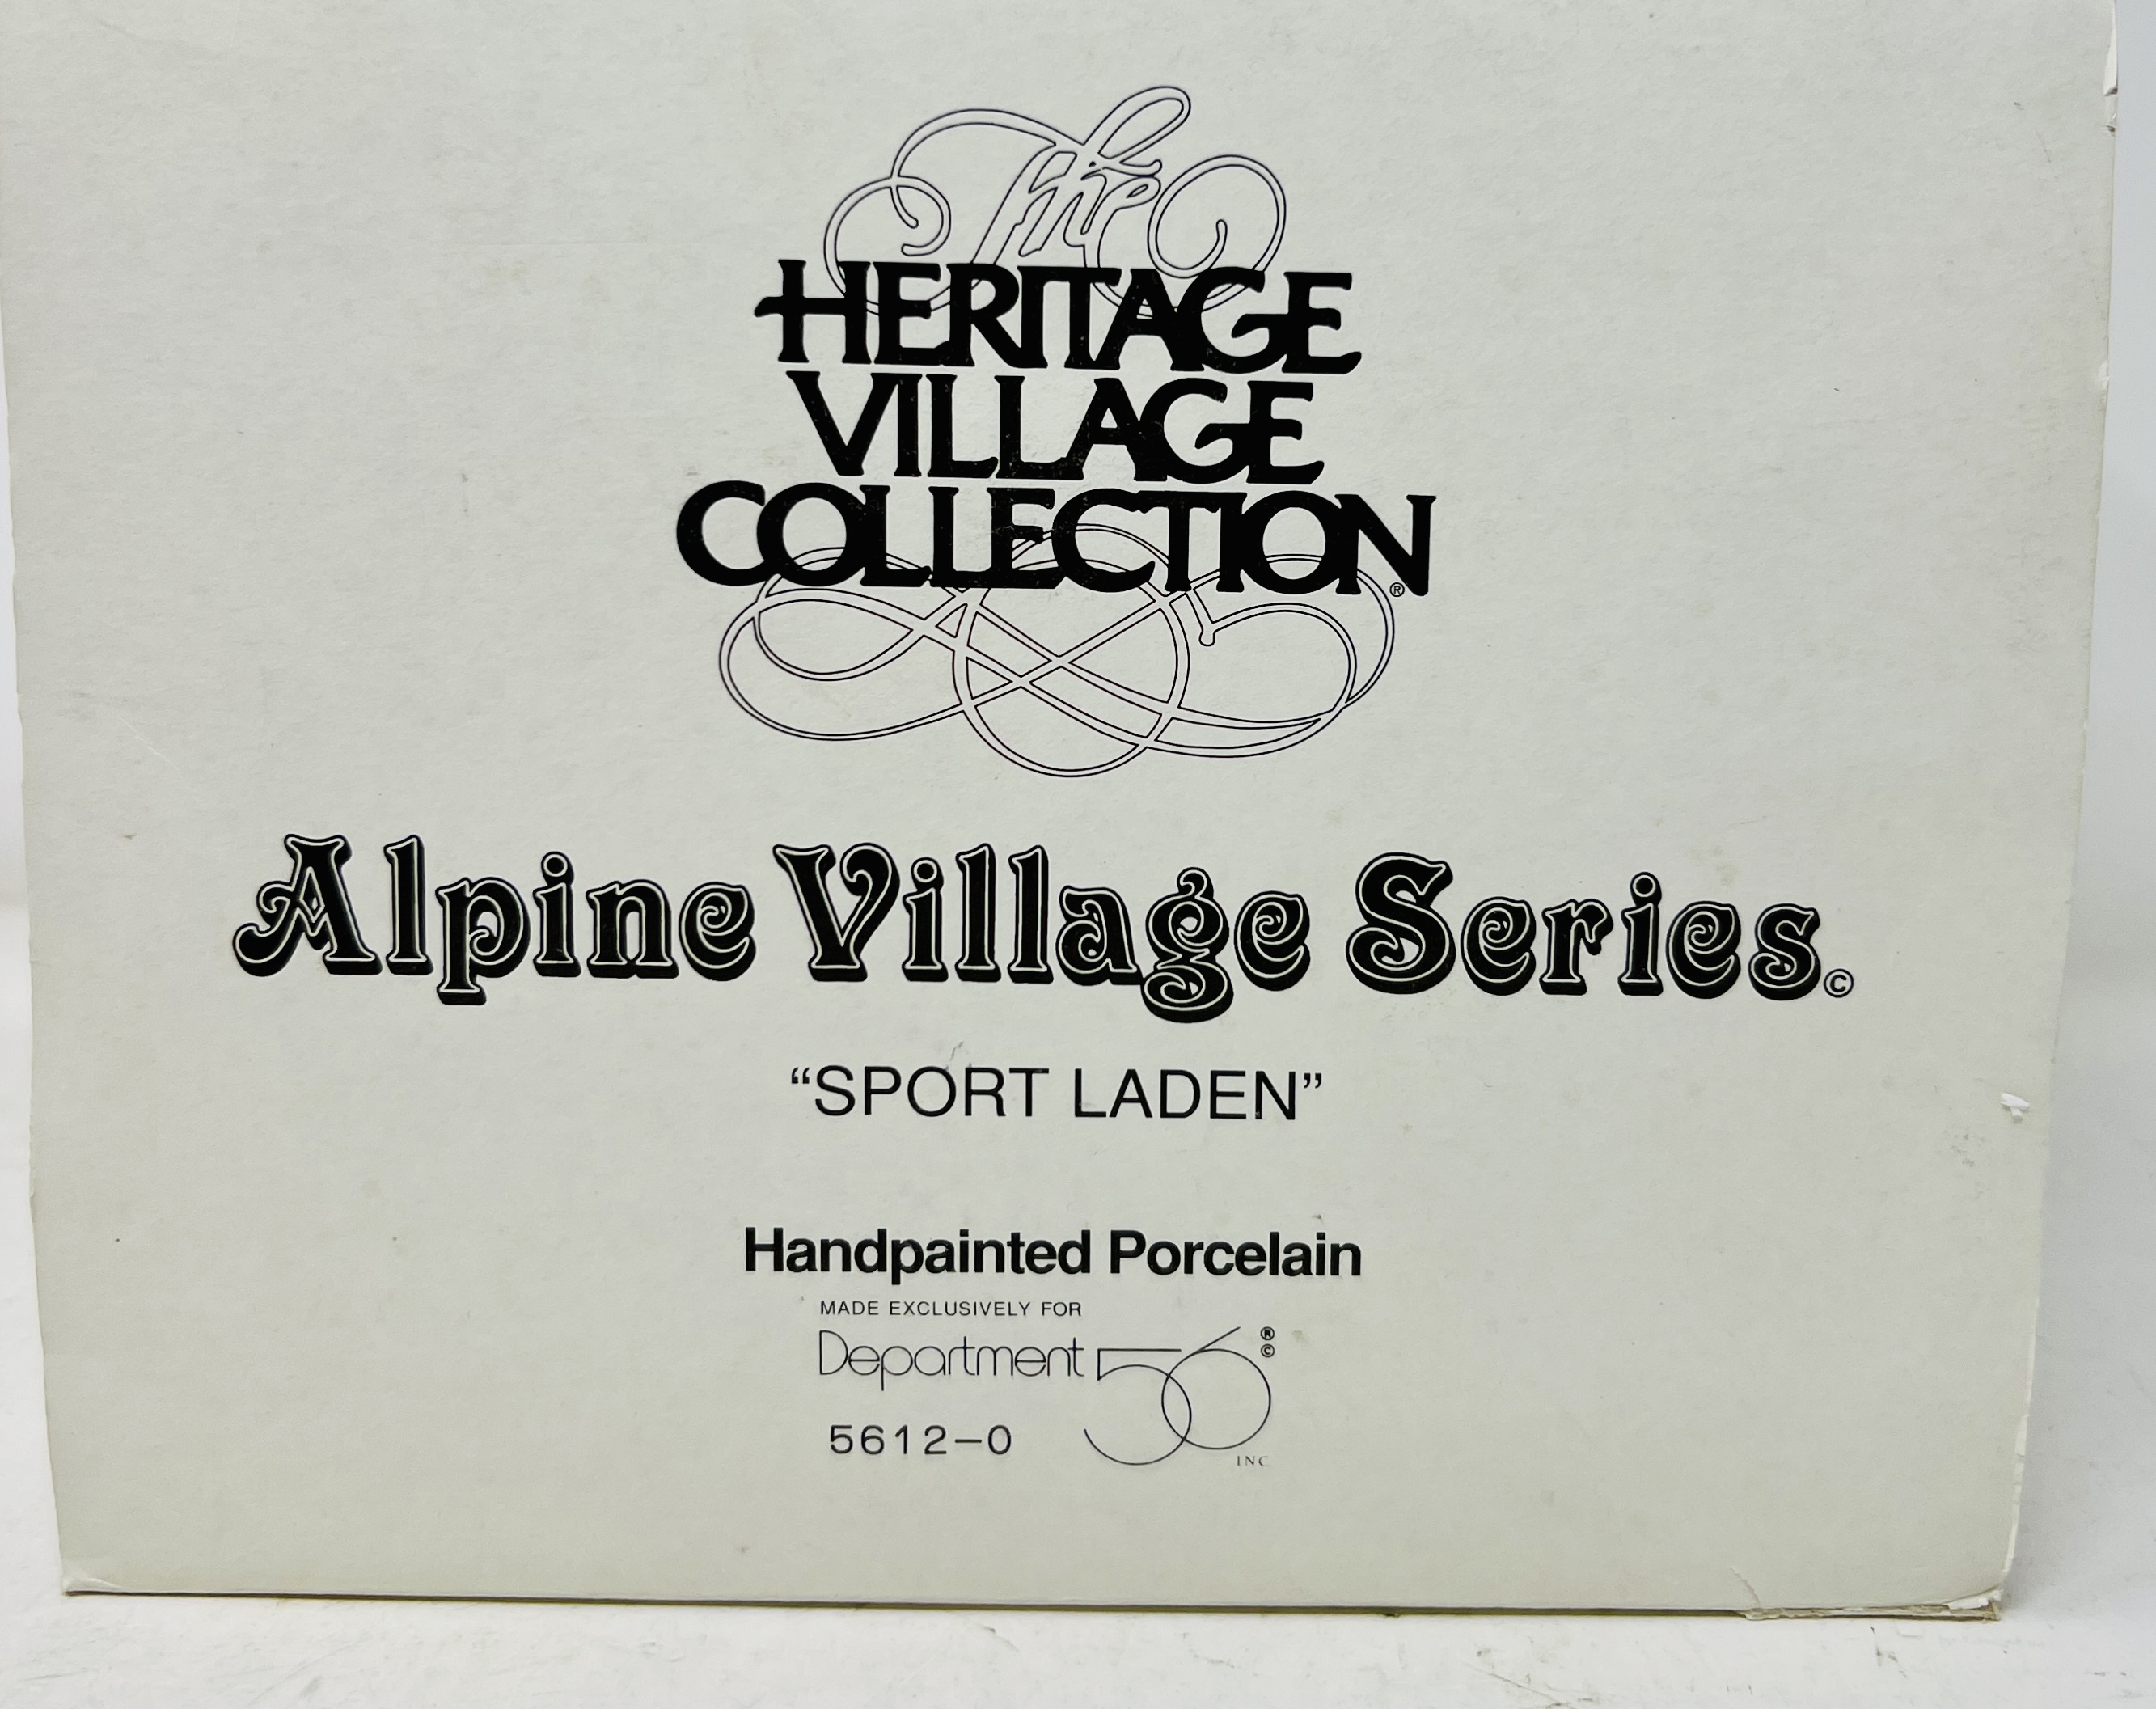 The
HERITAGE
VILLAGE
COLLECTION®
Alpine Village Series©
“SPORT LADEN”
Handpainted Porcelain
MADE EXCLUSIVELY FOR
Department 56®©
5612-0
INC